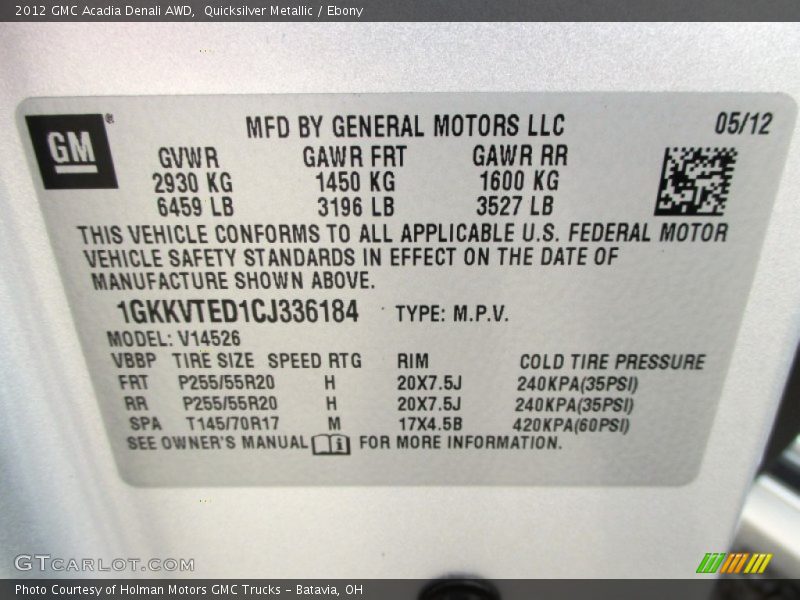 2012 GMC Acadia Denali AWD, Quicksilver Metallic / Ebony
GM ®
MFD BY GENERAL MOTORS LLC 05/12
GVWR GAWR FRT GAWR RR
2930 KG 1450 KG 1600 KG
6459 LB 3196 LB 3527 LB
THIS VEHICLE CONFORMS TO ALL APPLICABLE U.S. FEDERAL MOTOR
VEHICLE SAFETY STANDARDS IN EFFECT ON THE DATE OF
MANUFACTURE SHOWN ABOVE.
1GKKVTED1CJ336184 TYPE: M.P.V.
MODEL: V14526
VBBP TIRE SIZE SPEED RTG RIM COLD TIRE PRESSURE
FRT P255/55R20 H 20X7.5J 240KPA(35PSI)
RR P255/55R20 H 20X7.5J 240KPA(35PSI)
SPA T145/70R17 M 17X4.5B 420KPA(60PSI)
SEE OWNER'S MANUAL i FOR MORE INFORMATION.
GTCARLOT.COM
Photo Courtesy of Holman Motors GMC Trucks - Batavia, OH